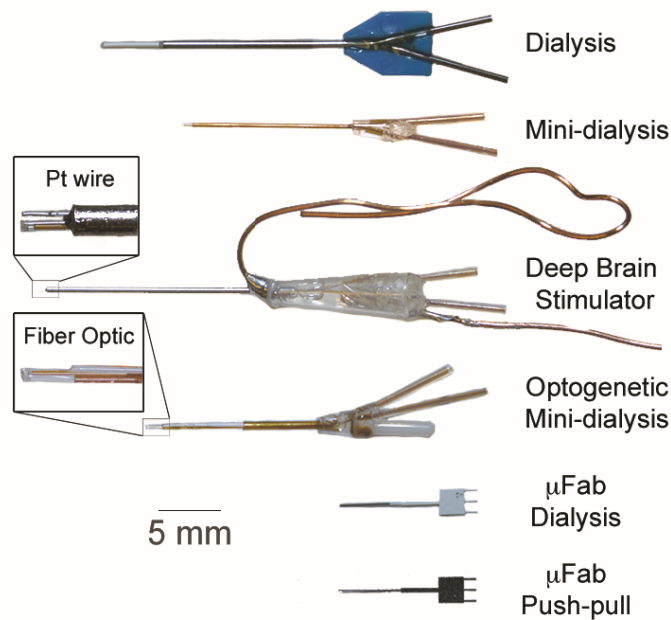 Dialysis
Mini-dialysis
Pt wire
Deep Brain
Stimulator
Fiber Optic
Optogenetic
Mini-dialysis
μFab
Dialysis
5 mm
μFab
Push-pull